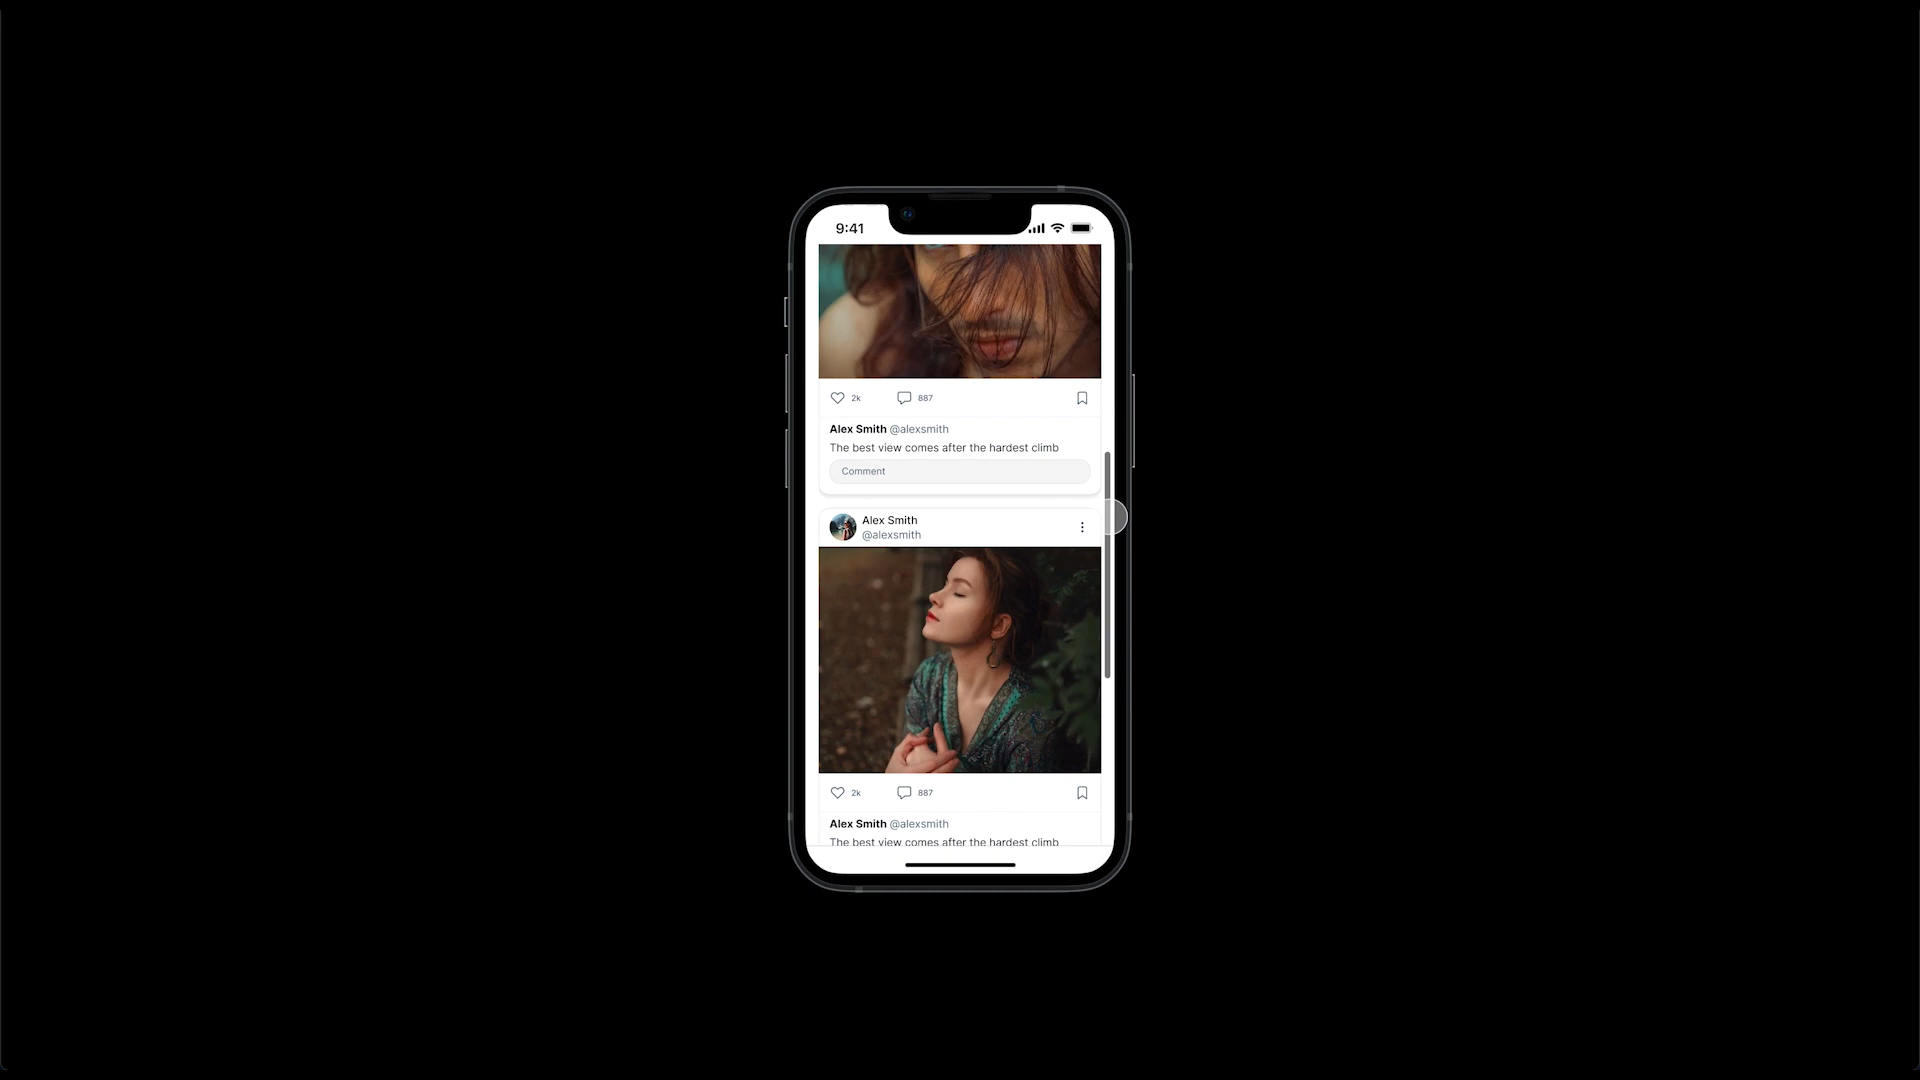 9:41
2k 887
Alex Smith @alexsmith
The best view comes after the hardest climb
Comment
Alex Smith
@alexsmith
2k 887
Alex Smith @alexsmith
The best view comes after the hardest climb